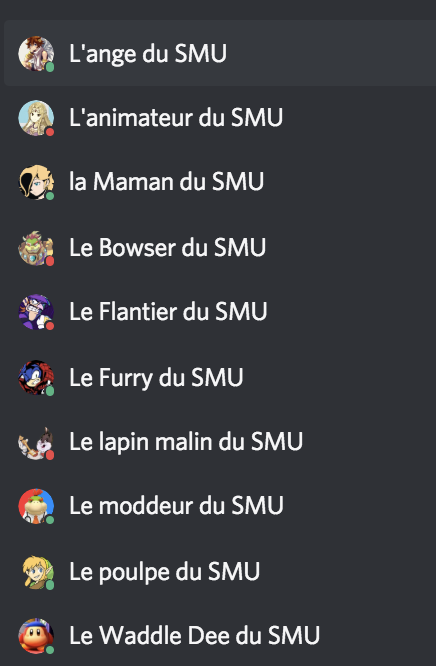 L'ange du SMU
L'animateur du SMU
la Maman du SMU
Le Bowser du SMU
Le Flantier du SMU
Le Furry du SMU
Le lapin malin du SMU
Le moddeur du SMU
Le poulpe du SMU
Le Waddle Dee du SMU